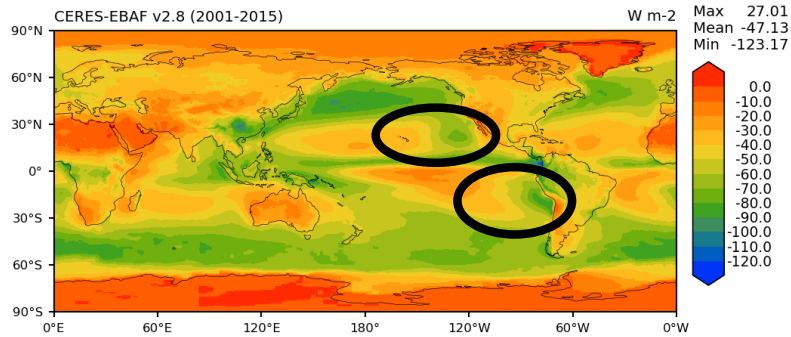 CERES-EBAF v2.8 (2001-2015) W m-2
Max 27.01
Mean -47.13
Min -123.17
90°N
60°N
30°N
0°
30°S
60°S
90°S
0°E 60°E 120°E 180° 120°W 60°W 0°W
0.0
-10.0
-20.0
-30.0
-40.0
-50.0
-60.0
-70.0
-80.0
-90.0
-100.0
-110.0
-120.0